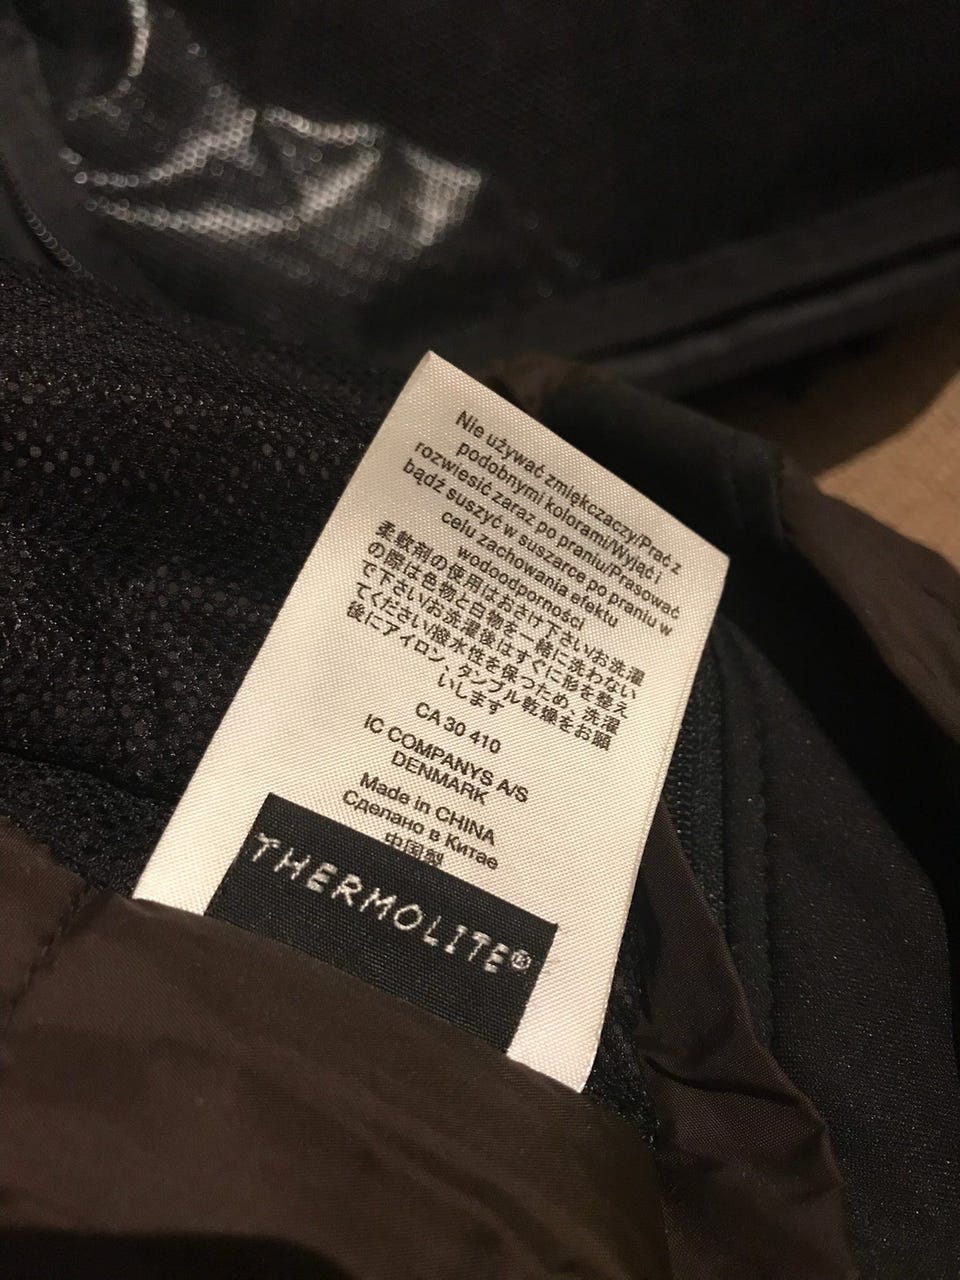 Nie używać zmiękczaczy/Prać z
podobnymi kolorami/Wyjąć i
rozwiesić zaraz po praniu/Prasować
bądź suszyć w suszarce po praniu w
celu zachowania efektu
wodoodporności
柔軟剤の使用はおさけ下さい/お洗濯
の際は色物と白物を一緒に洗わない
で下さい/お洗濯後はすぐに形を整え
てください/撥水性を保つため、洗濯
後にアイロン、タンブル乾燥をお願
いします
CA 30 410
IC COMPANYS A/S
DENMARK
Made in CHINA
Сделано в Китае
中国製
THERMOLITE®